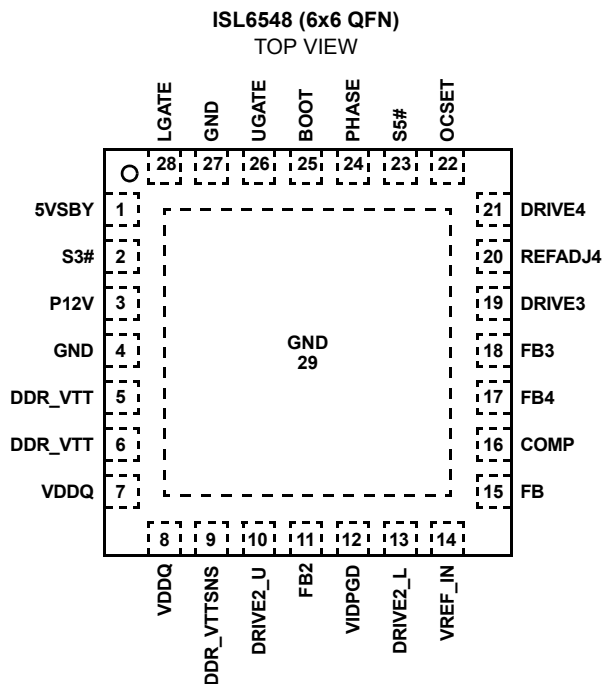 ISL6548 (6x6 QFN)
TOP VIEW
LGATE
GND
UGATE
BOOT
PHASE
S5#
OCSET
28 27 26 25 24 23 22
5VSBY 1
S3# 2
P12V 3
GND 4
DDR_VTT 5
DDR_VTT 6
VDDQ 7
GND
29
21 DRIVE4
20 REFADJ4
19 DRIVE3
18 FB3
17 FB4
16 COMP
15 FB
8 9 10 11 12 13 14
VDDQ
DDR_VTTSNS
DRIVE2_U
FB2
VIDPGD
DRIVE2_L
VREF_IN